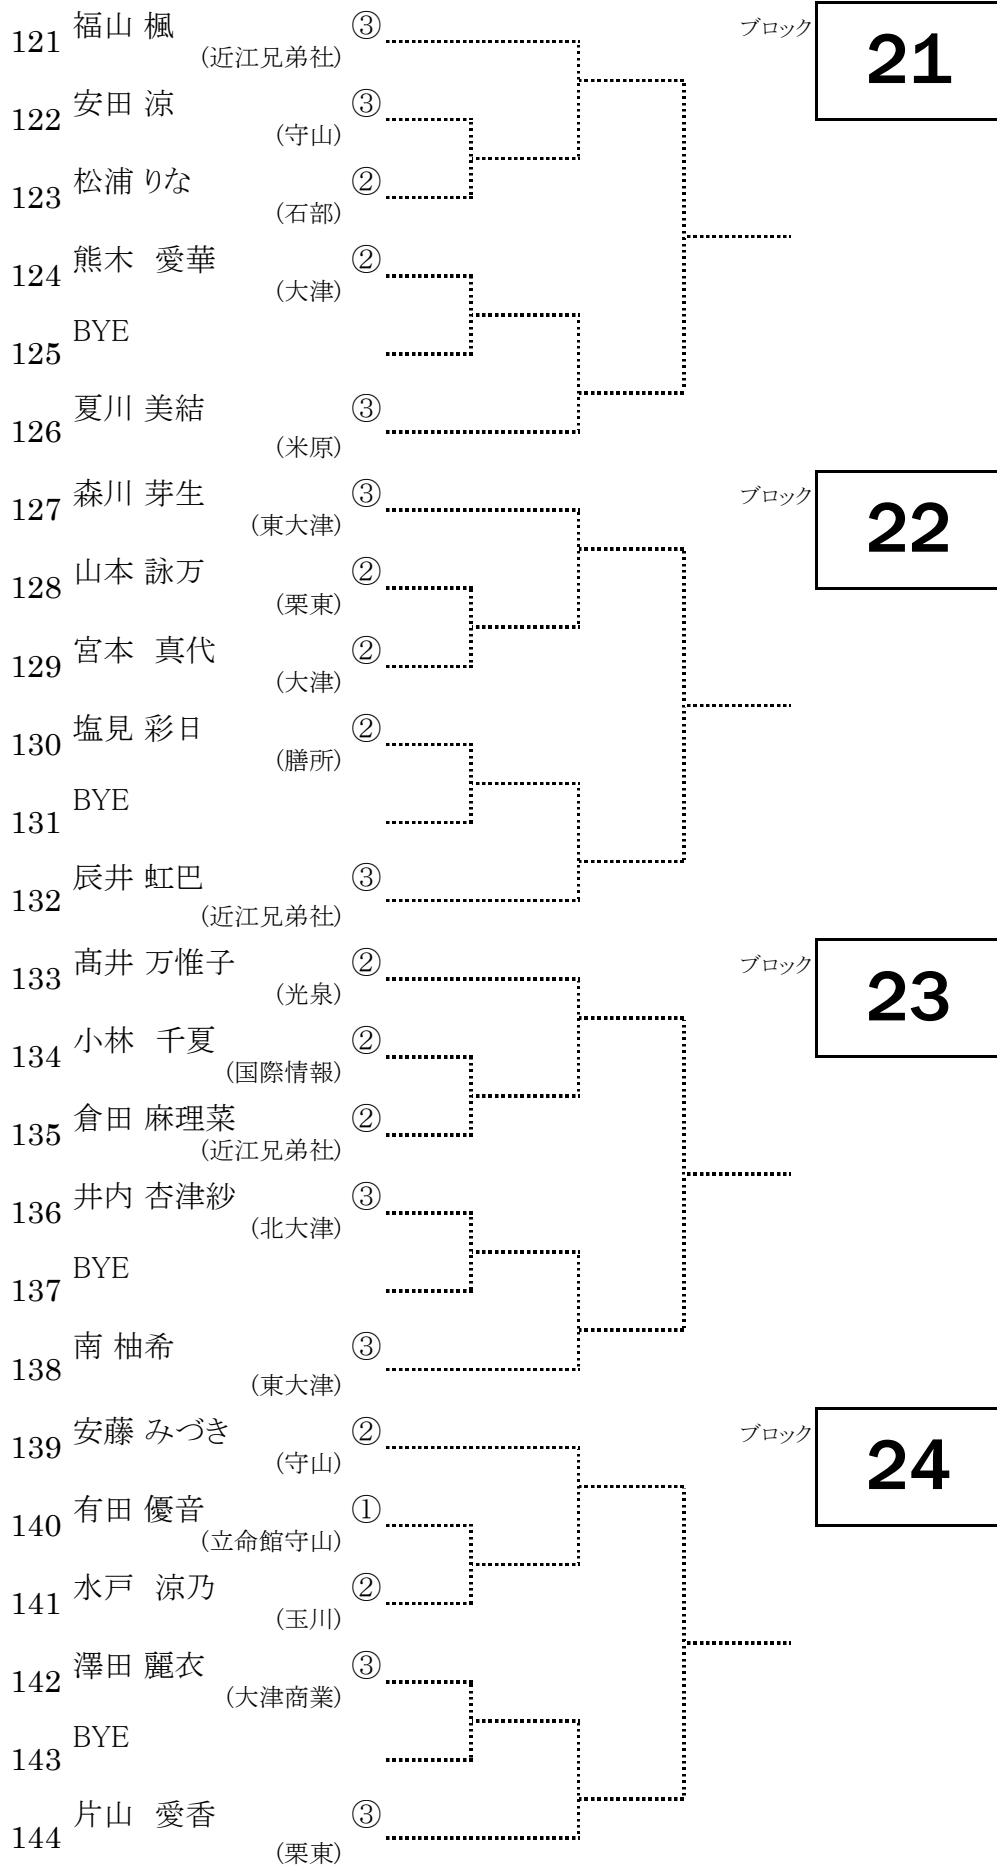 121 福山 楓 ③
(近江兄弟社)
ブロック 21
122 安田 涼 ③
(守山)
123 松浦 りな ②
(石部)
124 熊木 愛華 ②
(大津)
125 BYE
126 夏川 美結 ③
(米原)
127 森川 芽生 ③
(東大津)
ブロック 22
128 山本 詠万 ②
(栗東)
129 宮本 真代 ②
(大津)
130 塩見 彩日 ②
(膳所)
131 BYE
132 辰井 虹巴 ③
(近江兄弟社)
133 髙井 万惟子 ②
(光泉)
ブロック 23
134 小林 千夏 ②
(国際情報)
135 倉田 麻理菜 ②
(近江兄弟社)
136 井内 杏津紗 ③
(北大津)
137 BYE
138 南 柚希 ③
(東大津)
139 安藤 みづき ②
(守山)
ブロック 24
140 有田 優音 ①
(立命館守山)
141 水戸 涼乃 ②
(玉川)
142 澤田 麗衣 ③
(大津商業)
143 BYE
144 片山 愛香 ③
(栗東)